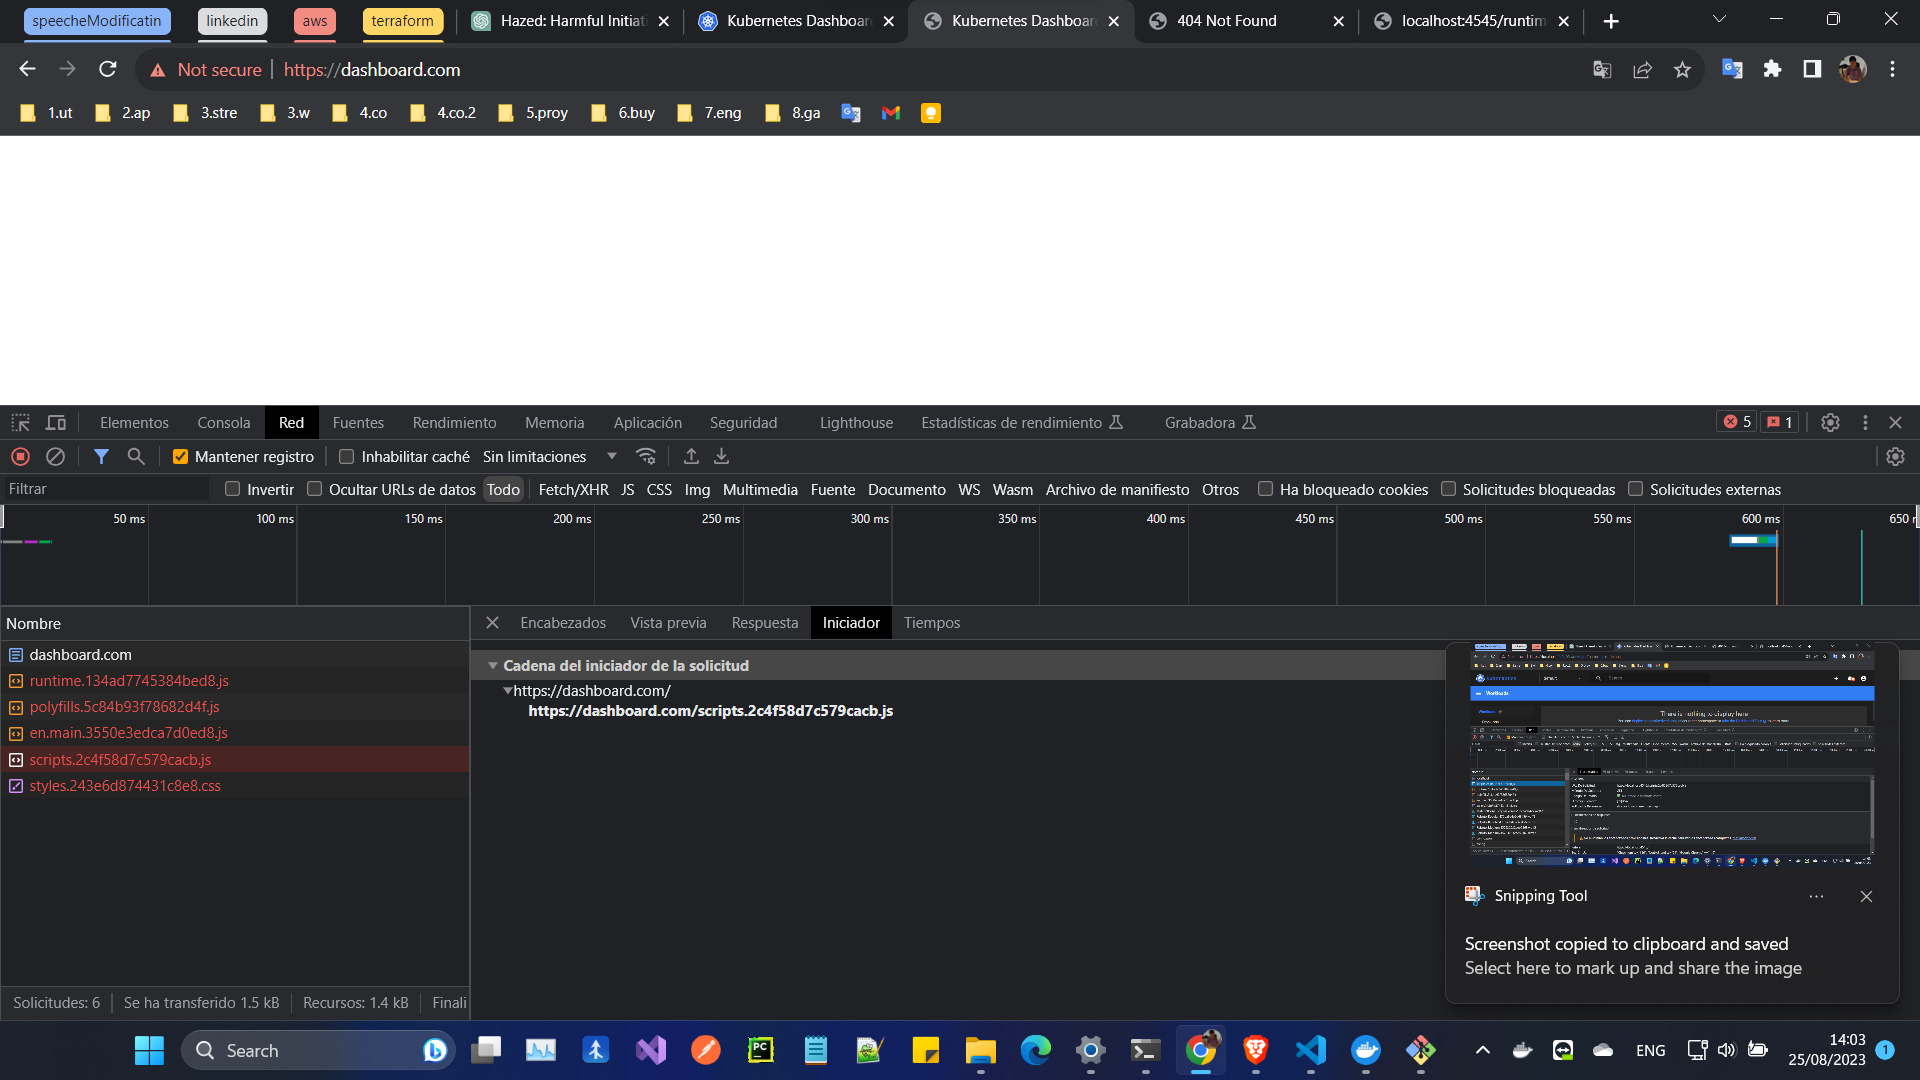 speecheModificatin
linkedin
aws
terraform
Hazed: Harmful Initiati
Kubernetes Dashboar
Kubernetes Dashboar
404 Not Found
localhost:4545/runtim
Not secure
https://dashboard.com
1.ut
2.ap
3.stre
3.w
4.co
4.co.2
5.proy
6.buy
7.eng
8.ga
Elementos
Consola
Red
Fuentes
Rendimiento
Memoria
Aplicación
Seguridad
Lighthouse
Estadísticas de rendimiento
Grabadora
5
1
Mantener registro
Inhabilitar caché
Sin limitaciones
Filtrar
Invertir
Ocultar URLs de datos
Todo
Fetch/XHR
JS
CSS
Img
Multimedia
Fuente
Documento
WS
Wasm
Archivo de manifiesto
Otros
Ha bloqueado cookies
Solicitudes bloqueadas
Solicitudes externas
50 ms
100 ms
150 ms
200 ms
250 ms
300 ms
350 ms
400 ms
450 ms
500 ms
550 ms
600 ms
650 r
Nombre
Encabezados
Vista previa
Respuesta
Iniciador
Tiempos
dashboard.com
runtime.134ad7745384bed8.js
polyfills.5c84b93f78682d4f.js
en.main.3550e3edca7d0ed8.js
scripts.2c4f58d7c579cacb.js
styles.243e6d874431c8e8.css
Cadena del iniciador de la solicitud
https://dashboard.com/
https://dashboard.com/scripts.2c4f58d7c579cacb.js
Workloads
There is nothing to display here
Snipping Tool
Screenshot copied to clipboard and saved
Select here to mark up and share the image
Solicitudes: 6
Se ha transferido 1.5 kB
Recursos: 1.4 kB
Finali
Search
PC
ENG
14:03
25/08/2023
1